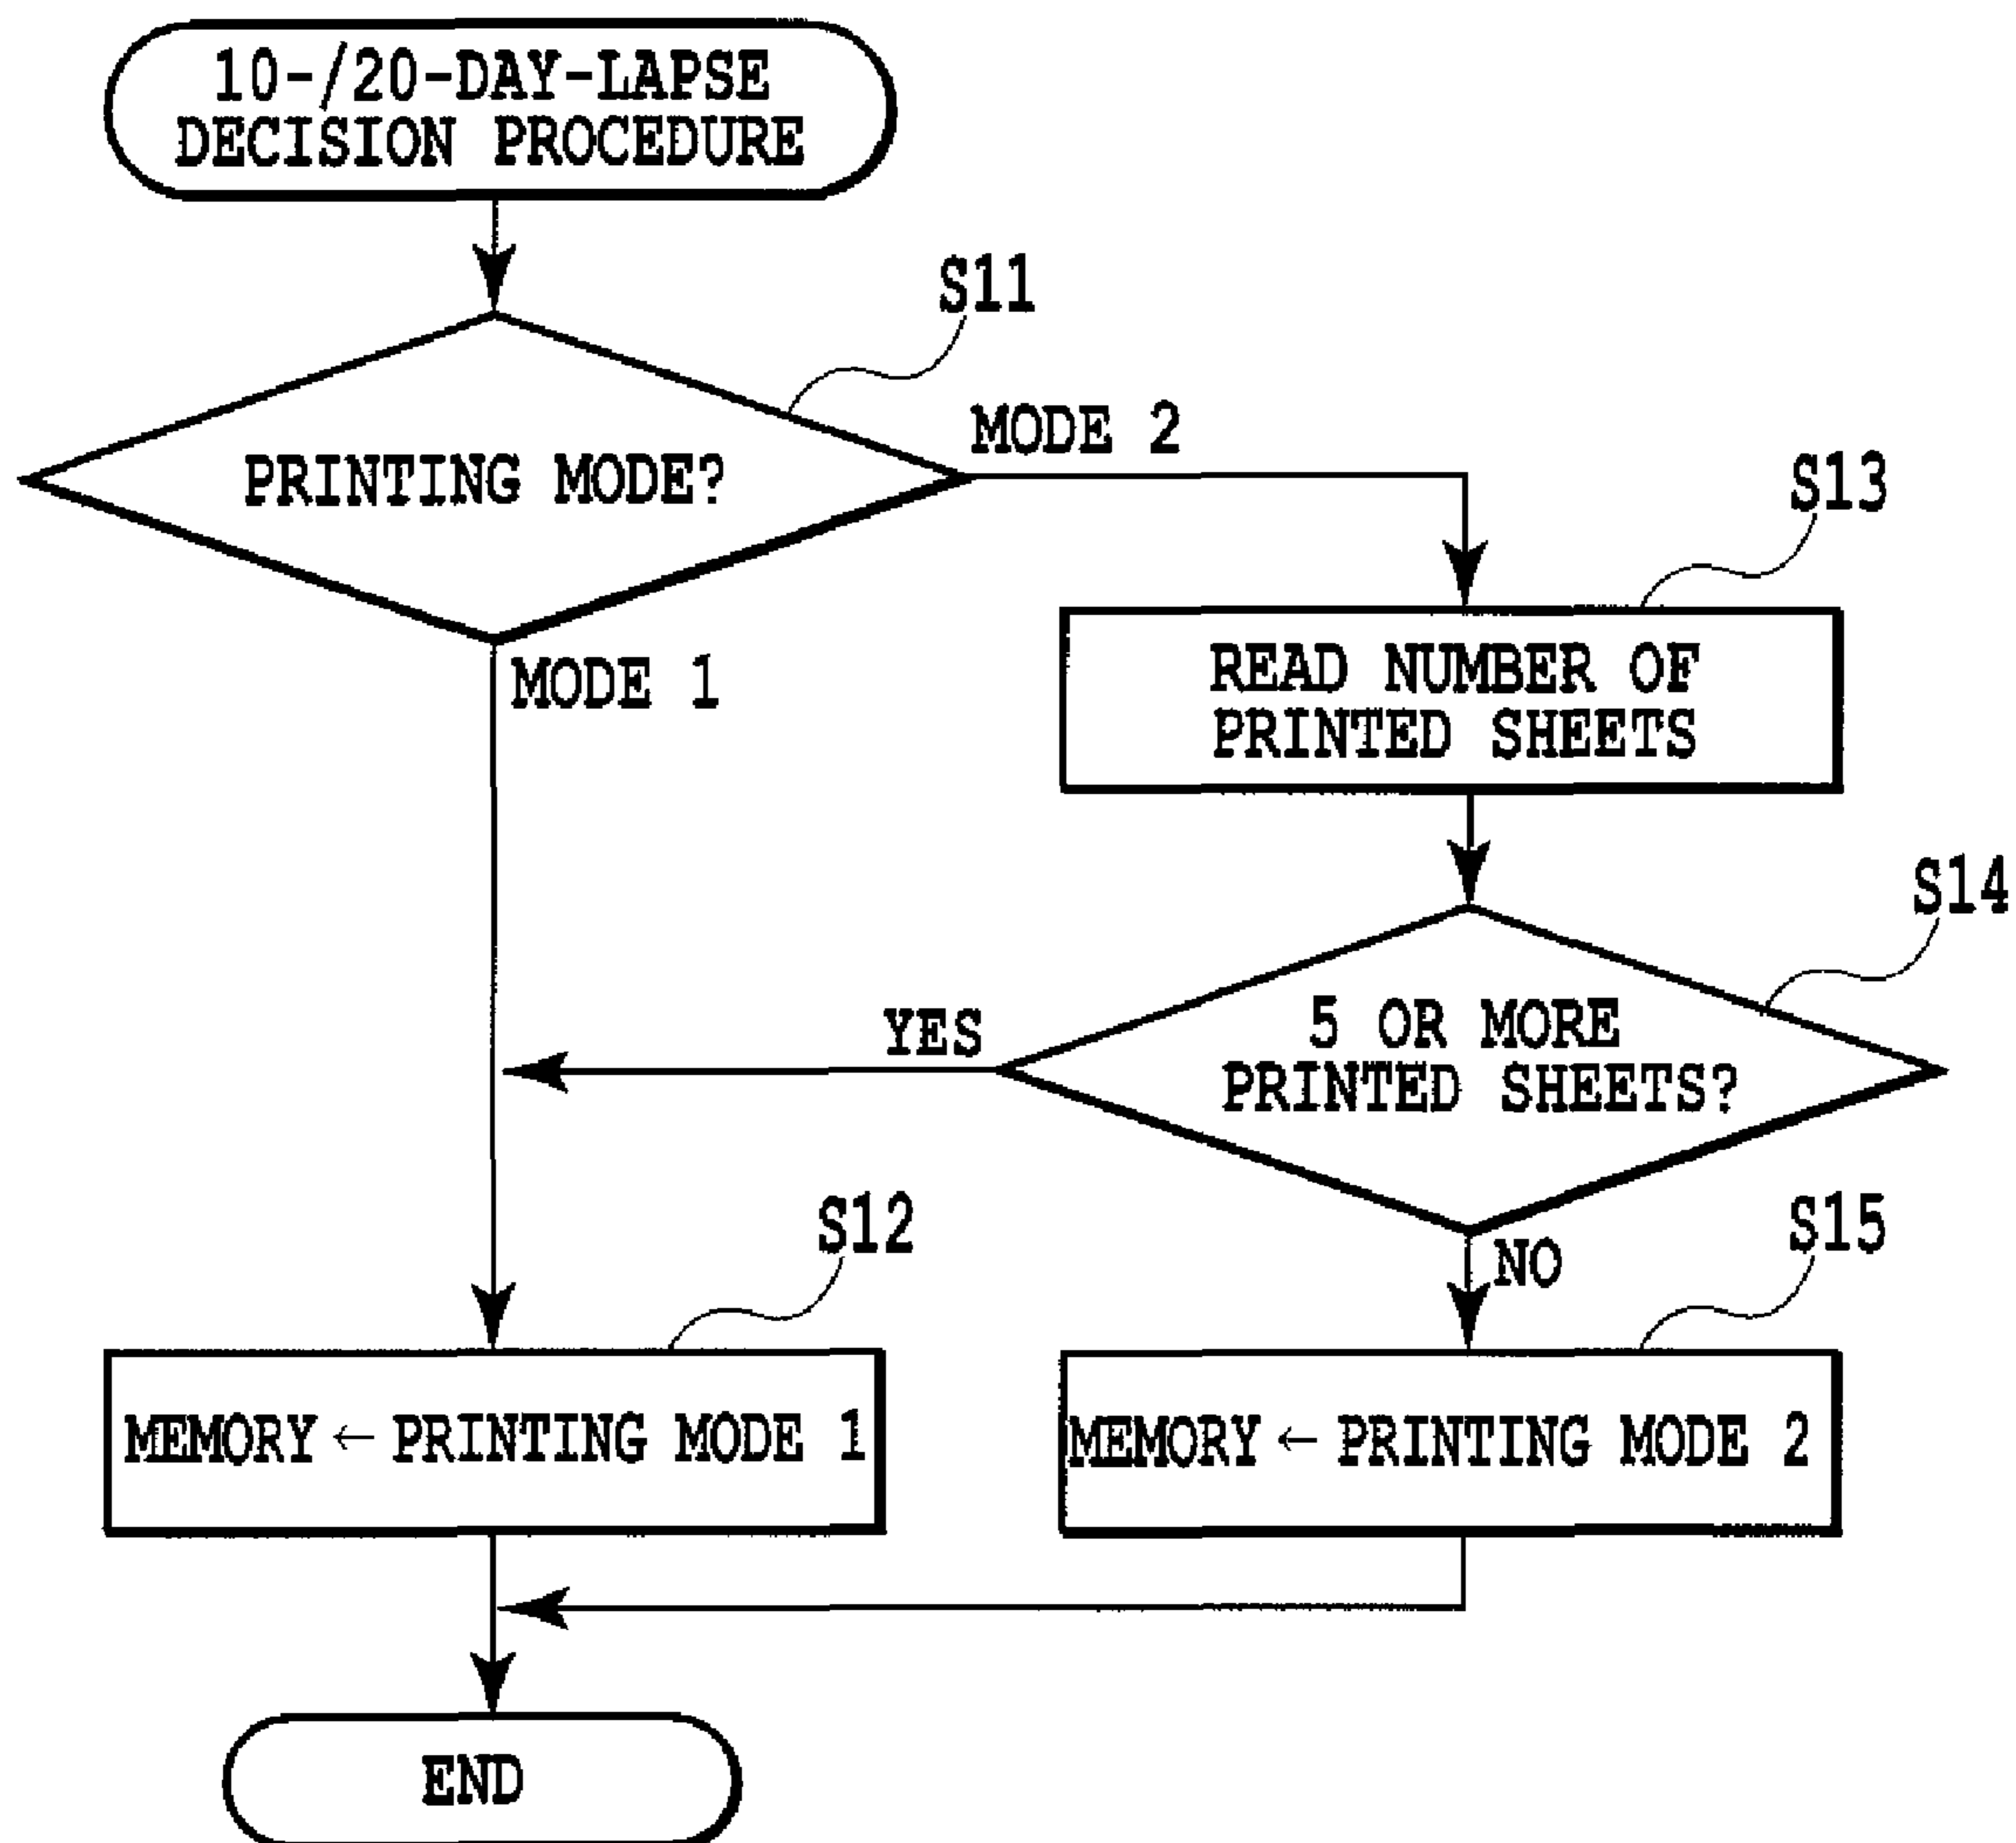 10-/20-DAY-LAPSE
DECISION PROCEDURE
S11
PRINTING MODE?
MODE 2
MODE 1
S13
READ NUMBER OF
PRINTED SHEETS
S14
5 OR MORE
PRINTED SHEETS?
YES
NO
S12
MEMORY ← PRINTING MODE 1
S15
MEMORY ← PRINTING MODE 2
END